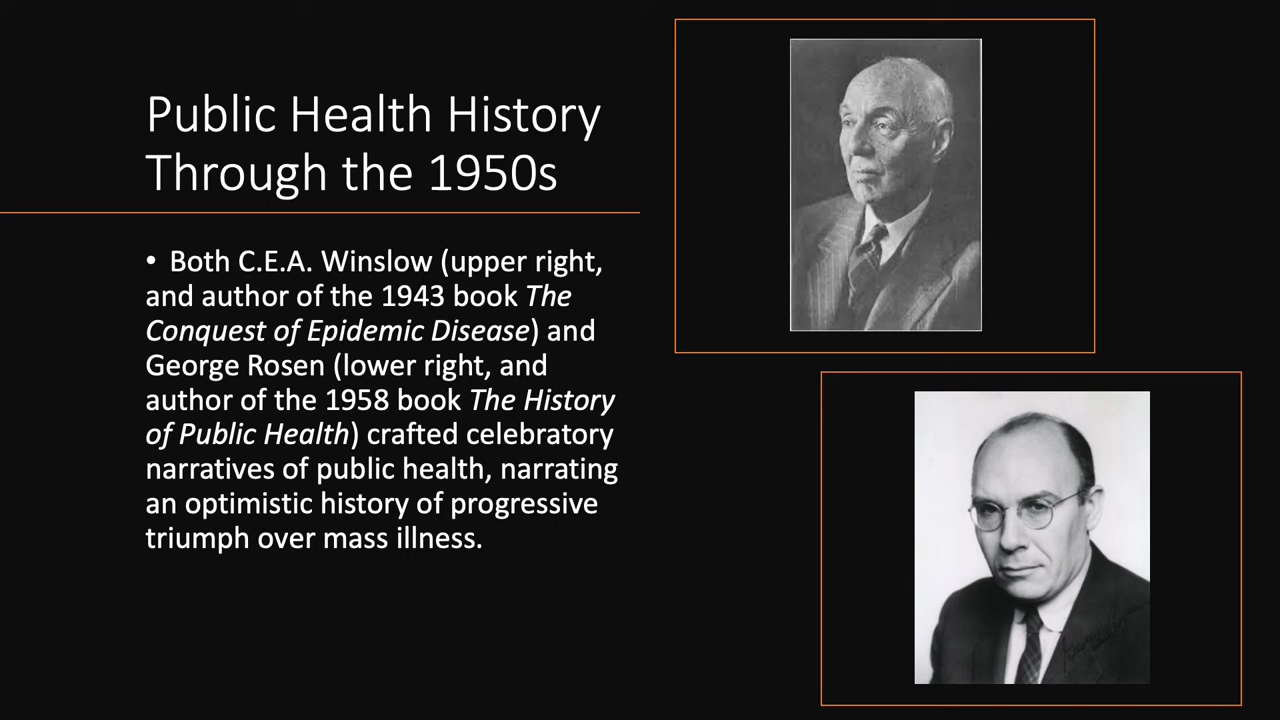 Public Health History
Through the 1950s
• Both C.E.A. Winslow (upper right,
and author of the 1943 book The
Conquest of Epidemic Disease) and
George Rosen (lower right, and
author of the 1958 book The History
of Public Health) crafted celebratory
narratives of public health, narrating
an optimistic history of progressive
triumph over mass illness.